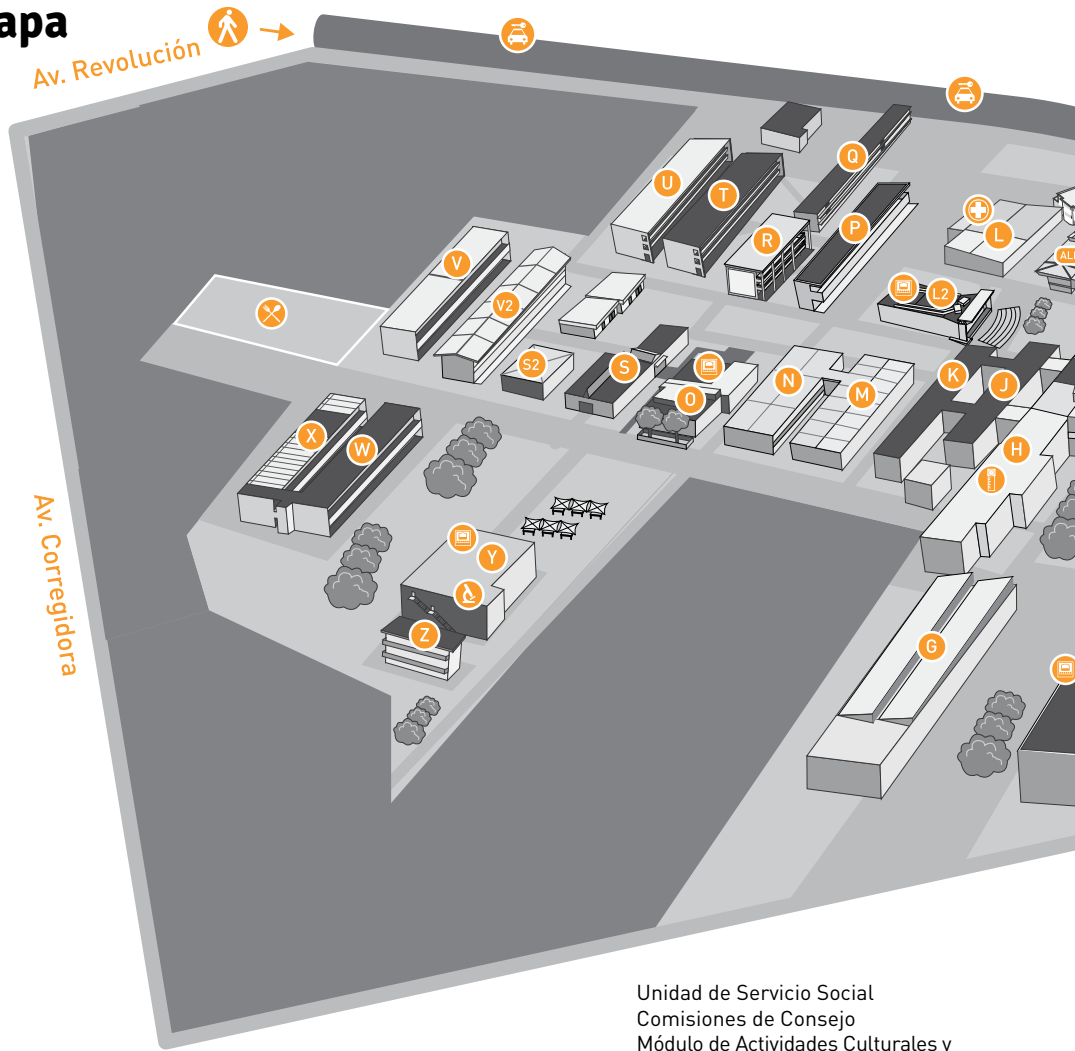 apa
Av. Revolución
Q
U
T
P
L
R
V
ALI
L2
V2
S2
S
K
J
N
M
O
X
W
H
Av. Corregidora
Y
Z
G
Unidad de Servicio Social
Comisiones de Consejo
Módulo de Actividades Culturales y